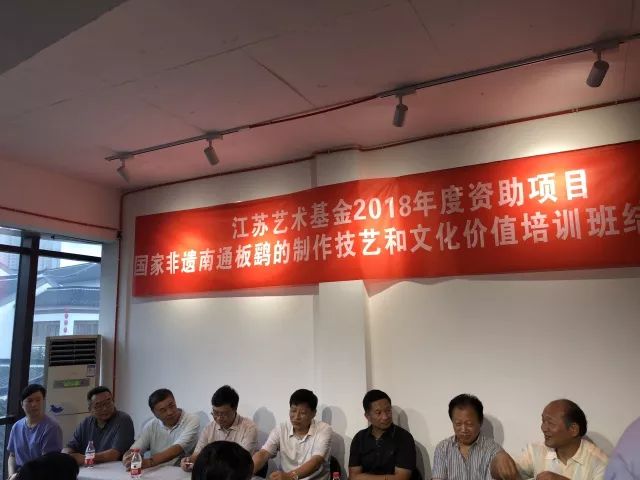 江苏艺术基金2018年度资助项目
国家非遗南通板鹞的制作技艺和文化价值培训班结